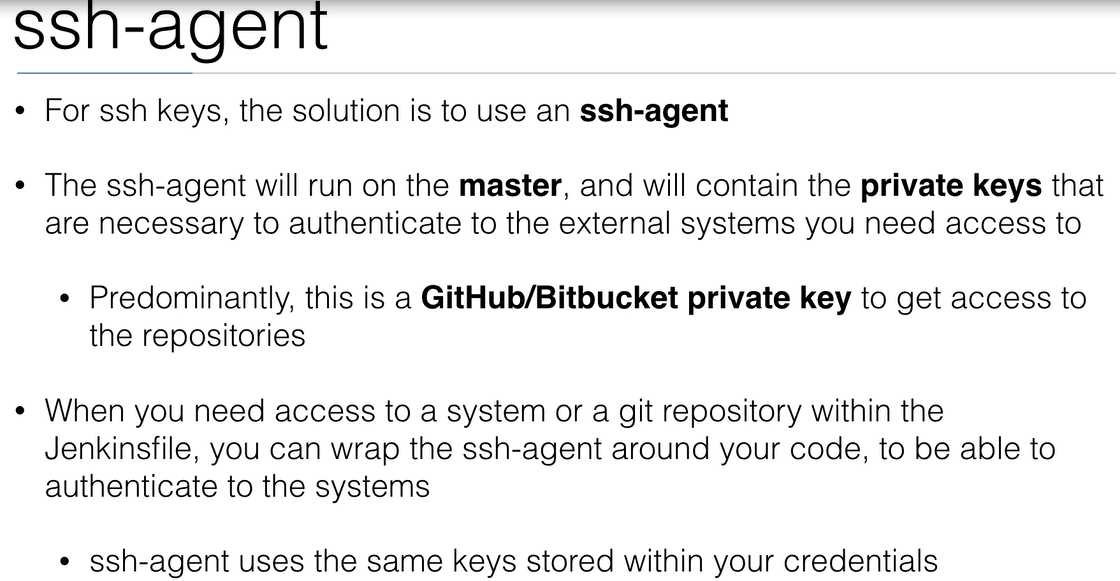 ssh-agent
• For ssh keys, the solution is to use an ssh-agent
• The ssh-agent will run on the master, and will contain the private keys that
are necessary to authenticate to the external systems you need access to
• Predominantly, this is a GitHub/Bitbucket private key to get access to
the repositories
• When you need access to a system or a git repository within the
Jenkinsfile, you can wrap the ssh-agent around your code, to be able to
authenticate to the systems
• ssh-agent uses the same keys stored within your credentials